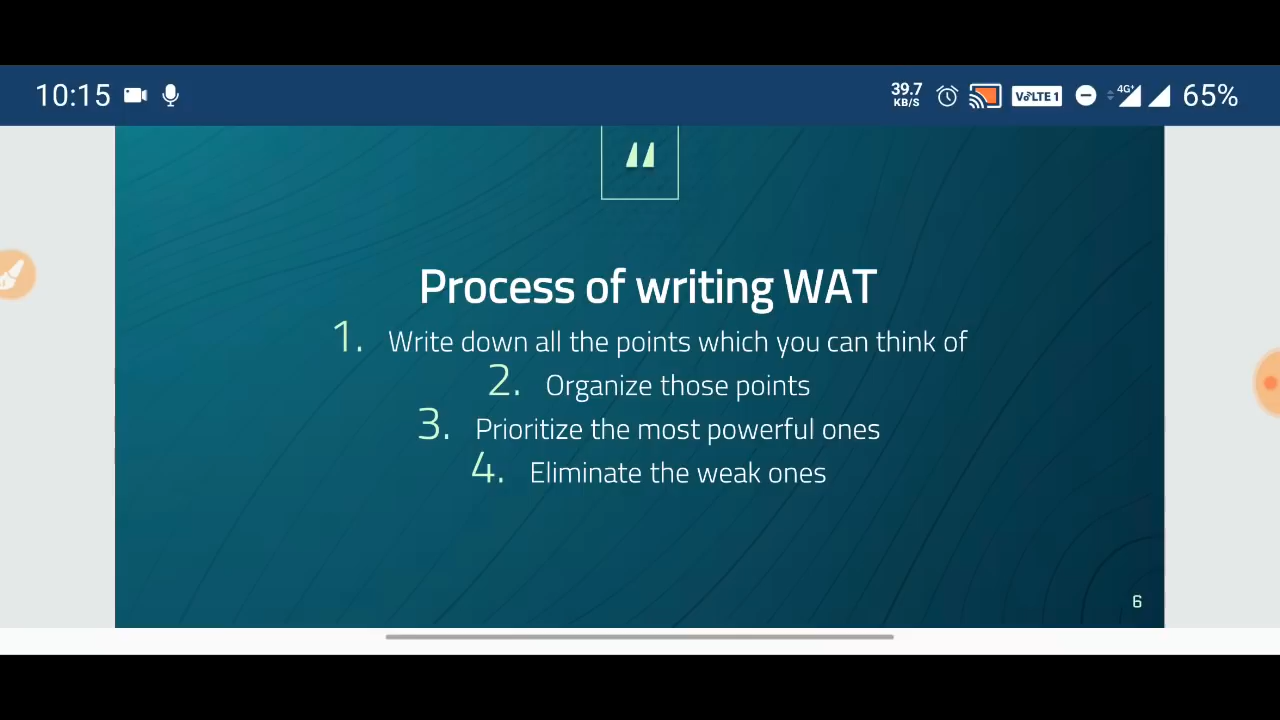 10:15 39.7 KB/S VoLTE 1 4G+ 65%
"
Process of writing WAT
1. Write down all the points which you can think of
2. Organize those points
3. Prioritize the most powerful ones
4. Eliminate the weak ones
6